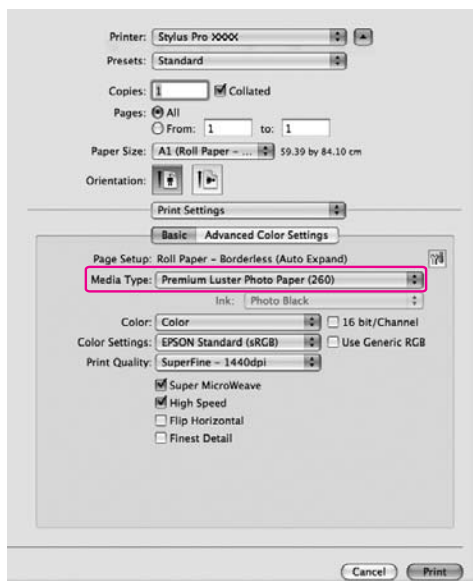 Printer: Stylus Pro XXXX
Presets: Standard
Copies: 1 Collated
Pages: All
From: 1 to: 1
Paper Size: A1 (Roll Paper - ... 59.39 by 84.10 cm
Orientation:
Print Settings
Basic Advanced Color Settings
Page Setup: Roll Paper - Borderless (Auto Expand)
Media Type: Premium Luster Photo Paper (260)
Ink: Photo Black
Color: Color 16 bit/Channel
Color Settings: EPSON Standard (sRGB) Use Generic RGB
Print Quality: SuperFine - 1440dpi
Super MicroWeave
High Speed
Flip Horizontal
Finest Detail
Cancel Print